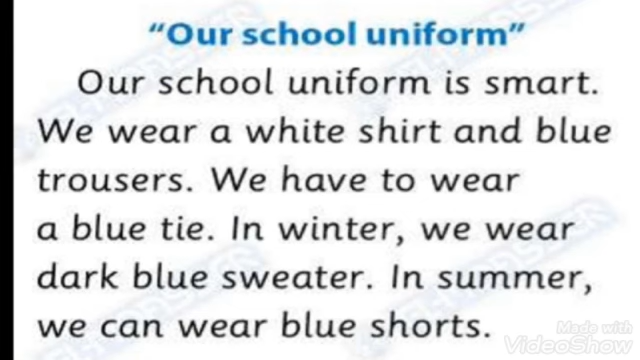 “Our school uniform”
Our school uniform is smart.
We wear a white shirt and blue
trousers. We have to wear
a blue tie. In winter, we wear
dark blue sweater. In summer,
we can wear blue shorts.
Made with
VideoShow